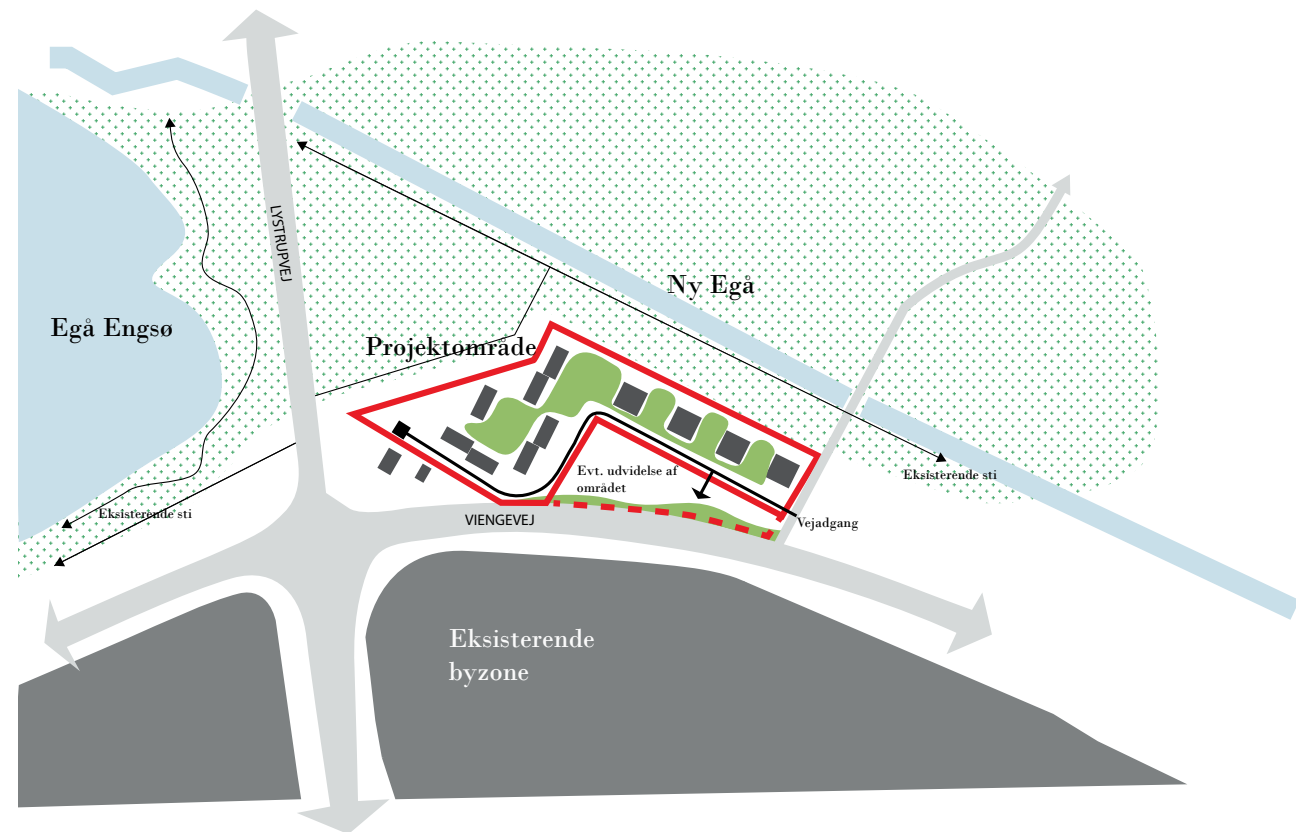 LYSTRUPVEJ
Ny Egå
Egå Engsø
Projektområde
Evt. udvidelse af
området
Eksisterende sti
Eksisterende sti
VIENGEVEJ
Vejadgang
Eksisterende
byzone